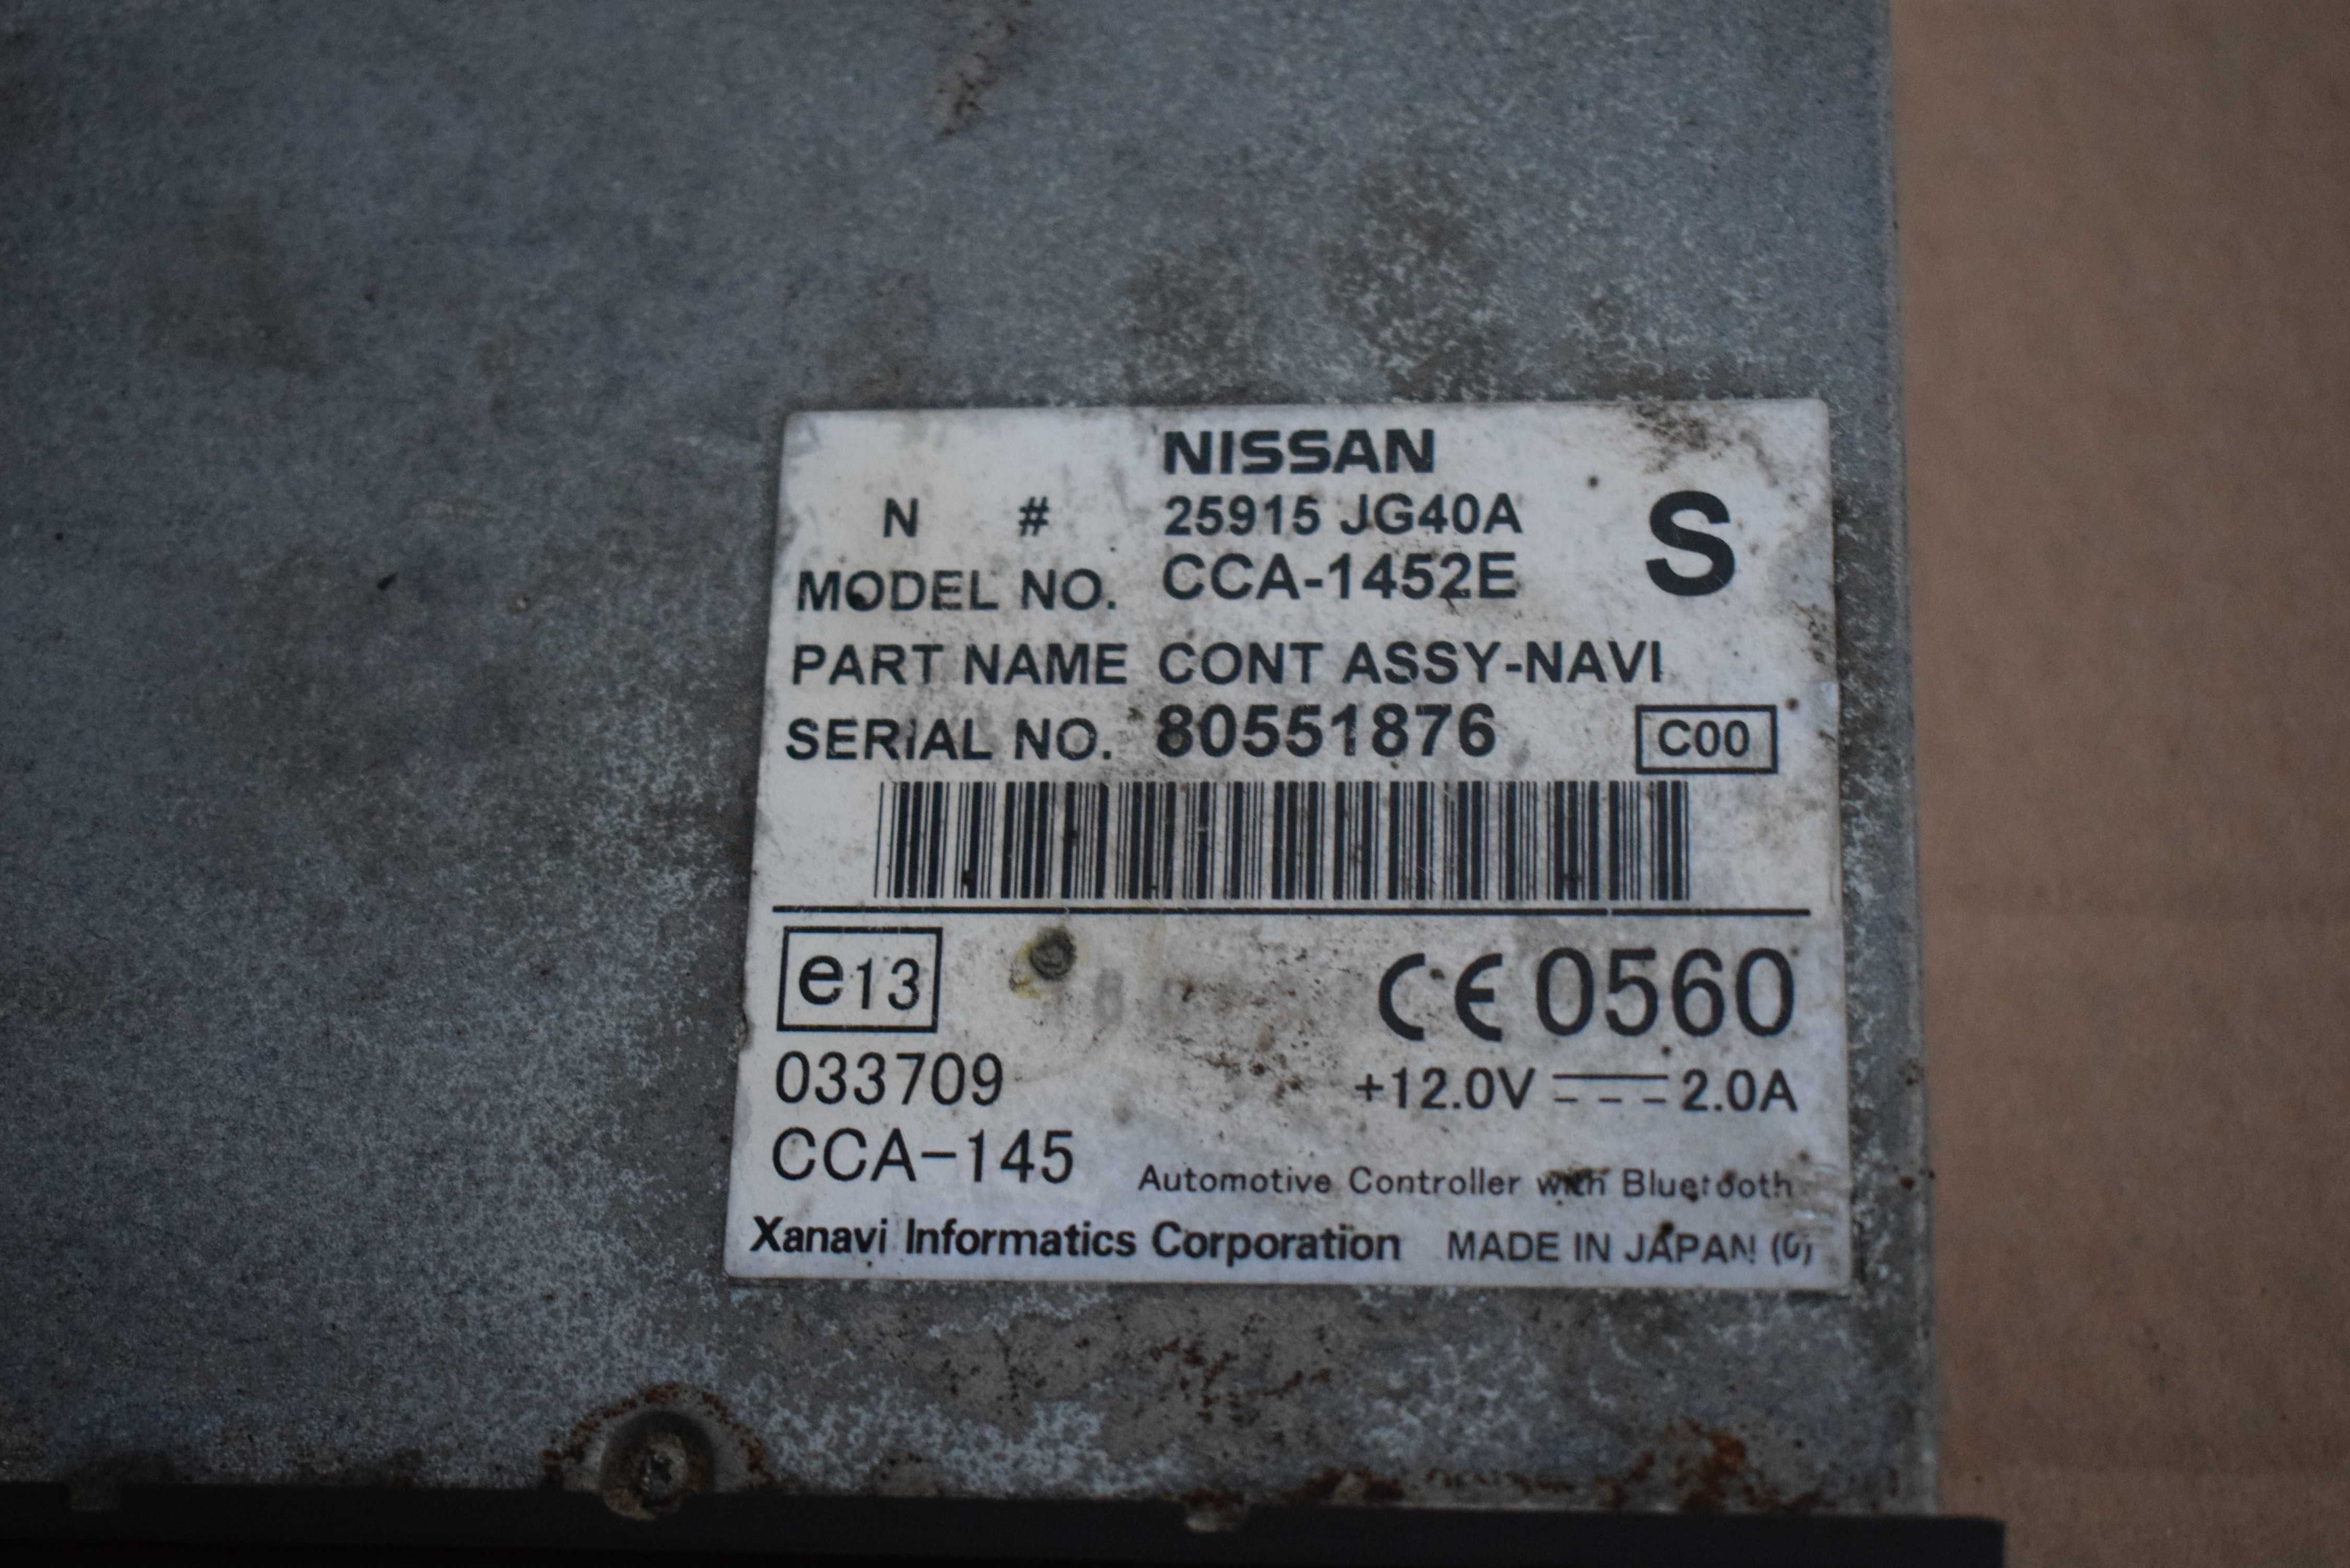 NISSAN
N # 25915 JG40A S
MODEL NO. CCA-1452E
PART NAME CONT ASSY-NAVI
SERIAL NO. 80551876 C00
e13 CE 0560
033709 +12.0V 2.0A
CCA-145 Automotive Controller with Bluetooth
Xanavi Informatics Corporation MADE IN JAPAN